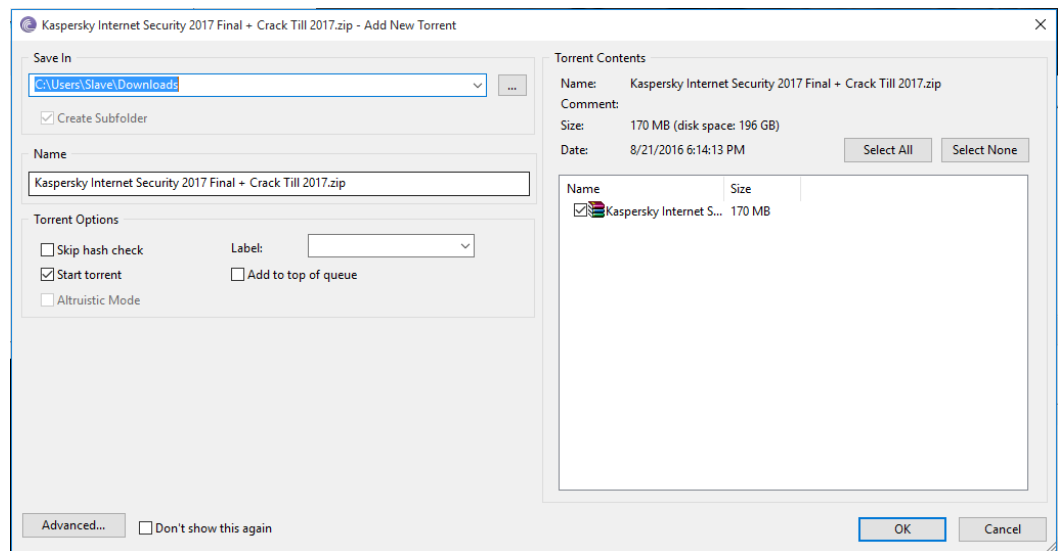 Kaspersky Internet Security 2017 Final + Crack Till 2017.zip - Add New Torrent
Save In
C:\Users\Slave\Downloads
...
Create Subfolder
Name
Kaspersky Internet Security 2017 Final + Crack Till 2017.zip
Torrent Options
Skip hash check
Label:
Start torrent
Add to top of queue
Altruistic Mode
Torrent Contents
Name: Kaspersky Internet Security 2017 Final + Crack Till 2017.zip
Comment:
Size: 170 MB (disk space: 196 GB)
Date: 8/21/2016 6:14:13 PM
Select All
Select None
Name Size
Kaspersky Internet S... 170 MB
Advanced...
Don't show this again
OK
Cancel